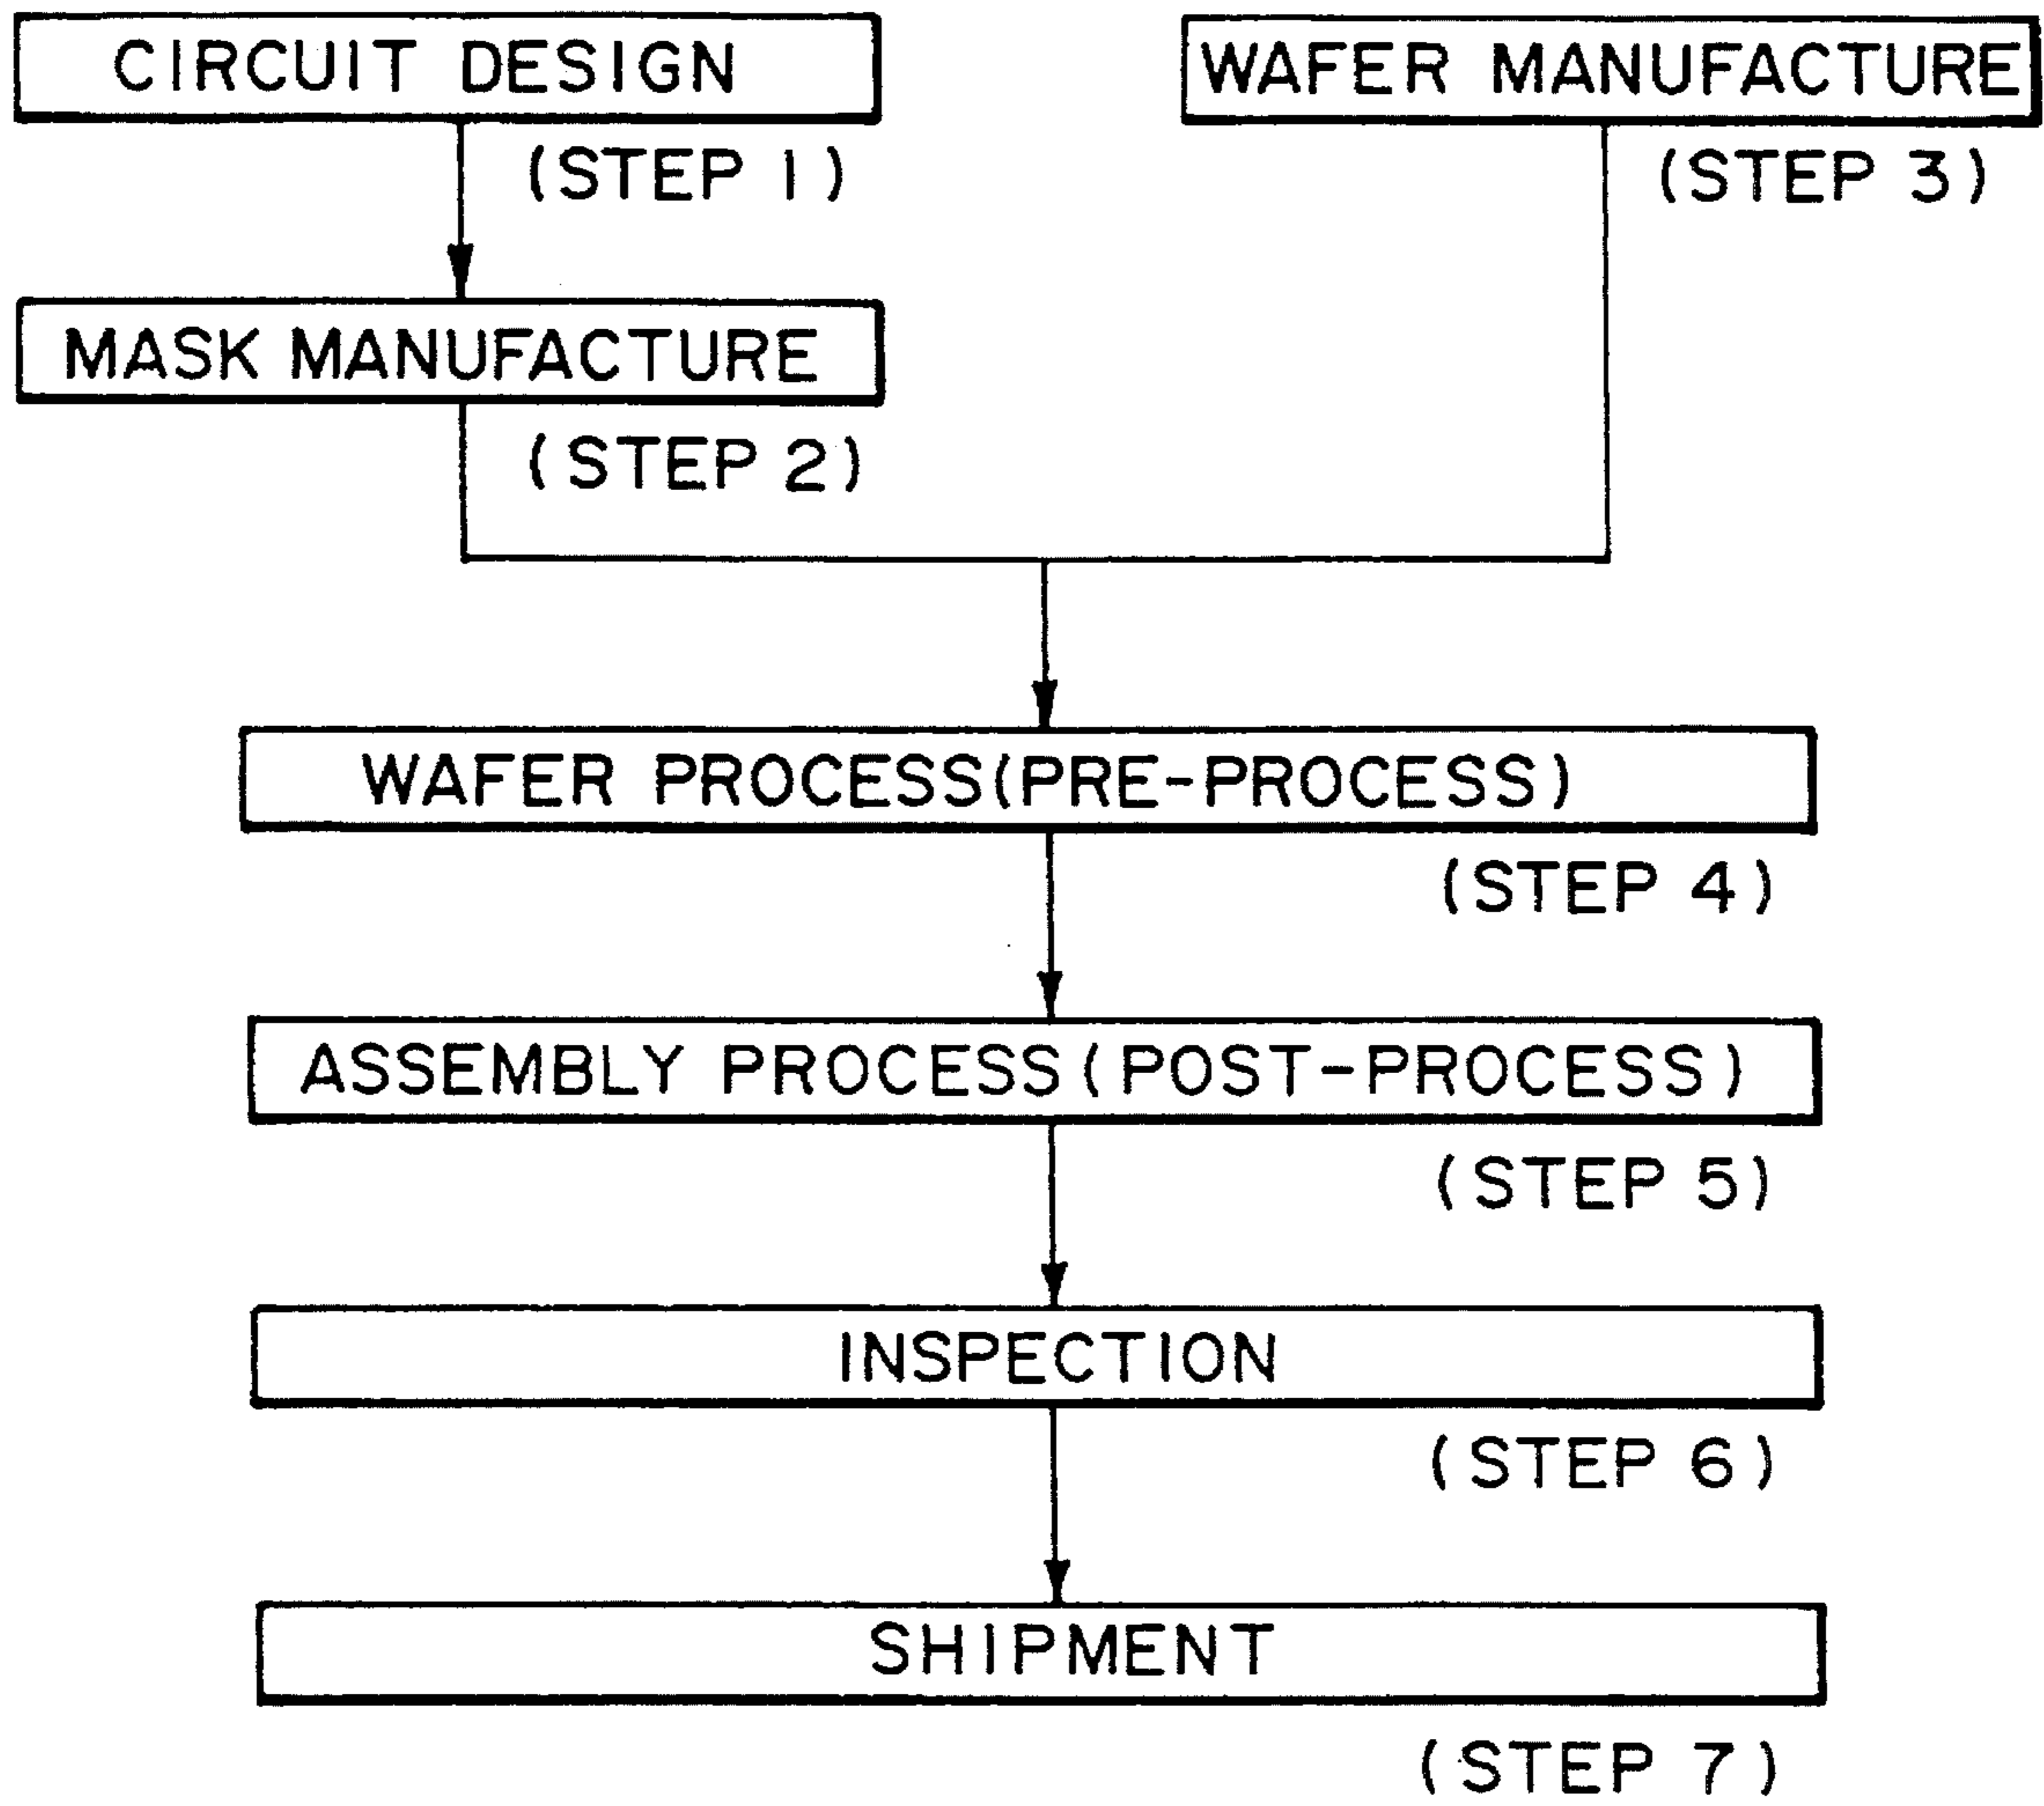 CIRCUIT DESIGN
WAFER MANUFACTURE
(STEP 1)
(STEP 3)
MASK MANUFACTURE
(STEP 2)
WAFER PROCESS(PRE-PROCESS)
(STEP 4)
ASSEMBLY PROCESS(POST-PROCESS)
(STEP 5)
INSPECTION
(STEP 6)
SHIPMENT
(STEP 7)